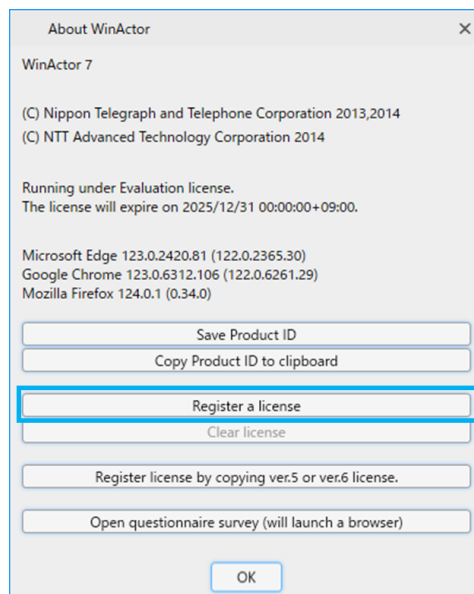 About WinActor
WinActor 7
(C) Nippon Telegraph and Telephone Corporation 2013,2014
(C) NTT Advanced Technology Corporation 2014
Running under Evaluation license.
The license will expire on 2025/12/31 00:00:00+09:00.
Microsoft Edge 123.0.2420.81 (122.0.2365.30)
Google Chrome 123.0.6312.106 (122.0.6261.29)
Mozilla Firefox 124.0.1 (0.34.0)
Save Product ID
Copy Product ID to clipboard
Register a license
Clear license
Register license by copying ver.5 or ver.6 license.
Open questionnaire survey (will launch a browser)
OK